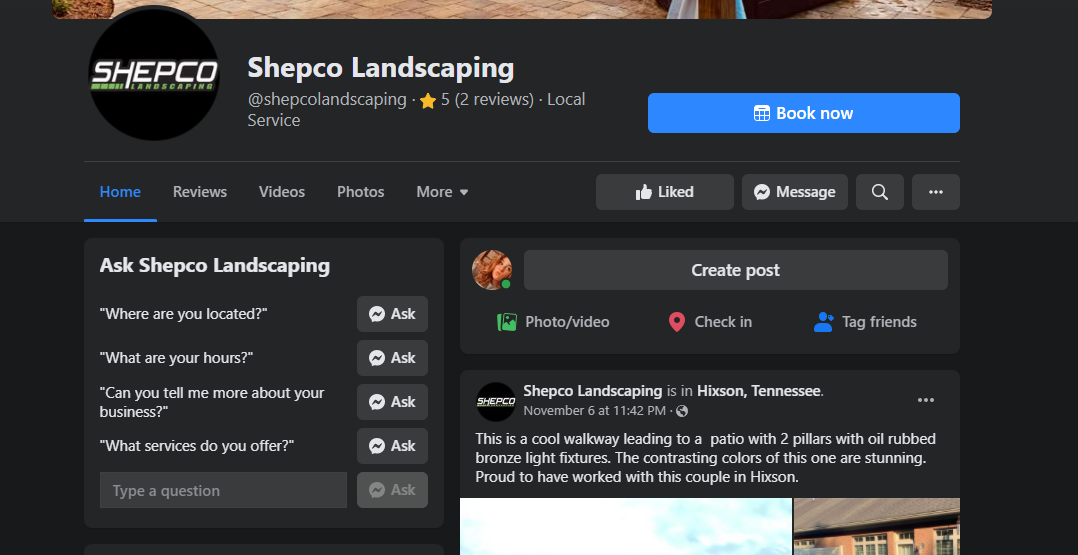 SHEPCO
LANDSCAPING
Shepco Landscaping
@shepcolandscaping · 5 (2 reviews) · Local
Service
Book now
Home
Reviews
Videos
Photos
More
Liked
Message
Ask Shepco Landscaping
"Where are you located?"
Ask
"What are your hours?"
Ask
"Can you tell me more about your
business?"
Ask
"What services do you offer?"
Ask
Type a question
Ask
Create post
Photo/video
Check in
Tag friends
SHEPCO
Shepco Landscaping is in Hixson, Tennessee.
November 6 at 11:42 PM ·
This is a cool walkway leading to a  patio with 2 pillars with oil rubbed
bronze light fixtures. The contrasting colors of this one are stunning.
Proud to have worked with this couple in Hixson.